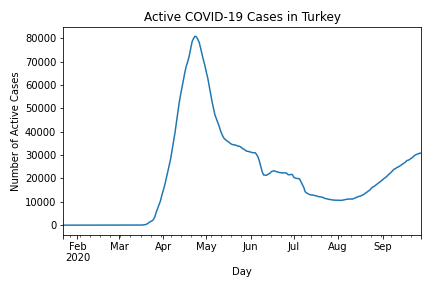 Active COVID-19 Cases in Turkey
Number of Active Cases
80000
70000
60000
50000
40000
30000
20000
10000
0
Feb Mar Apr May Jun Jul Aug Sep
2020
Day